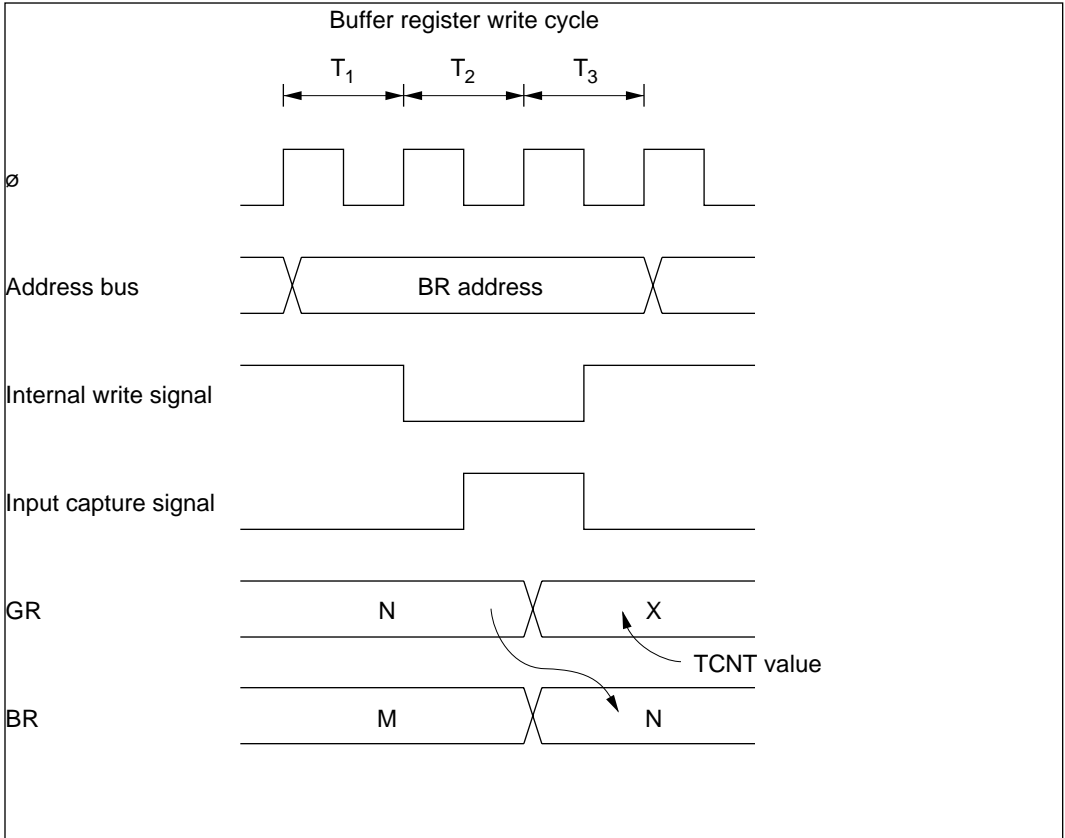 Buffer register write cycle
T1 T2 T3
ø
Address bus BR address
Internal write signal
Input capture signal
GR N X
TCNT value
BR M N